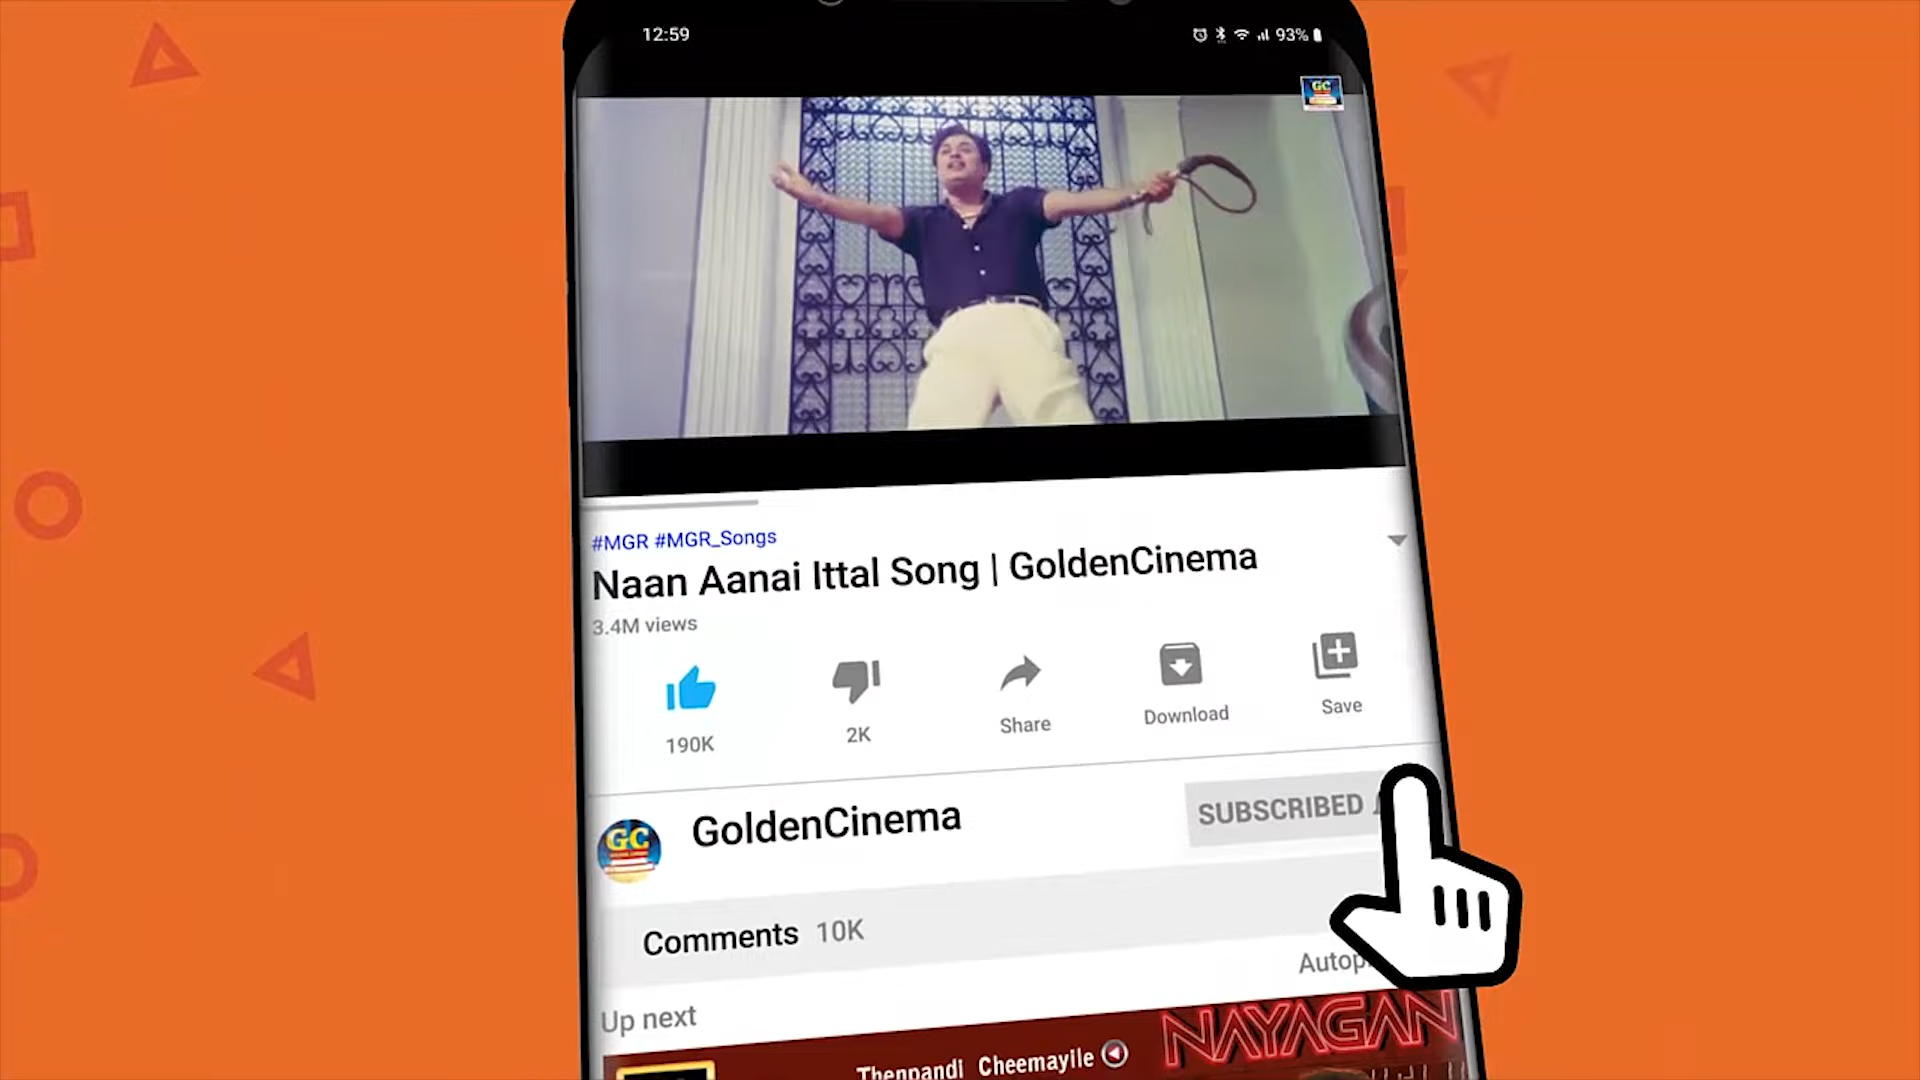 12:59
93%
GC
#MGR #MGR_Songs
Naan Aanai Ittal Song | GoldenCinema
3.4M views
190K
2K
Share
Download
Save
GC
GoldenCinema
SUBSCRIBED
Comments 10K
Up next
Thenpandi Cheemayile
NAYAGAN